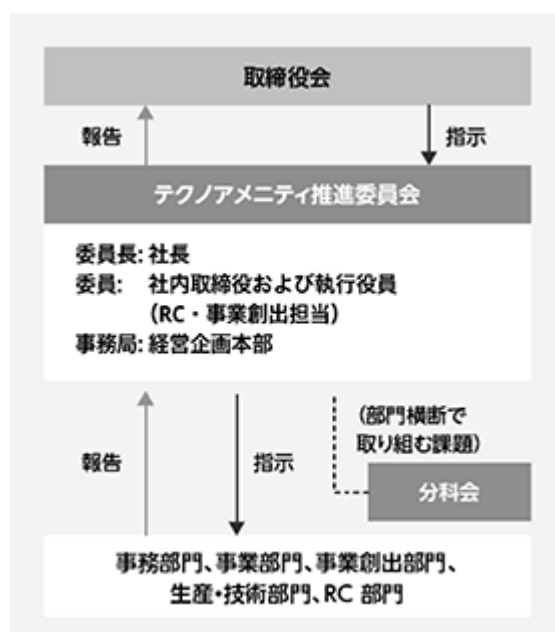 取締役会
報告
指示
テクノアメニティ推進委員会
委員長: 社長
委員: 社内取締役および執行役員
（RC・事業創出担当）
事務局: 経営企画本部
（部門横断で
取り組む課題）
報告
指示
分科会
事務部門、事業部門、事業創出部門、
生産・技術部門、RC 部門